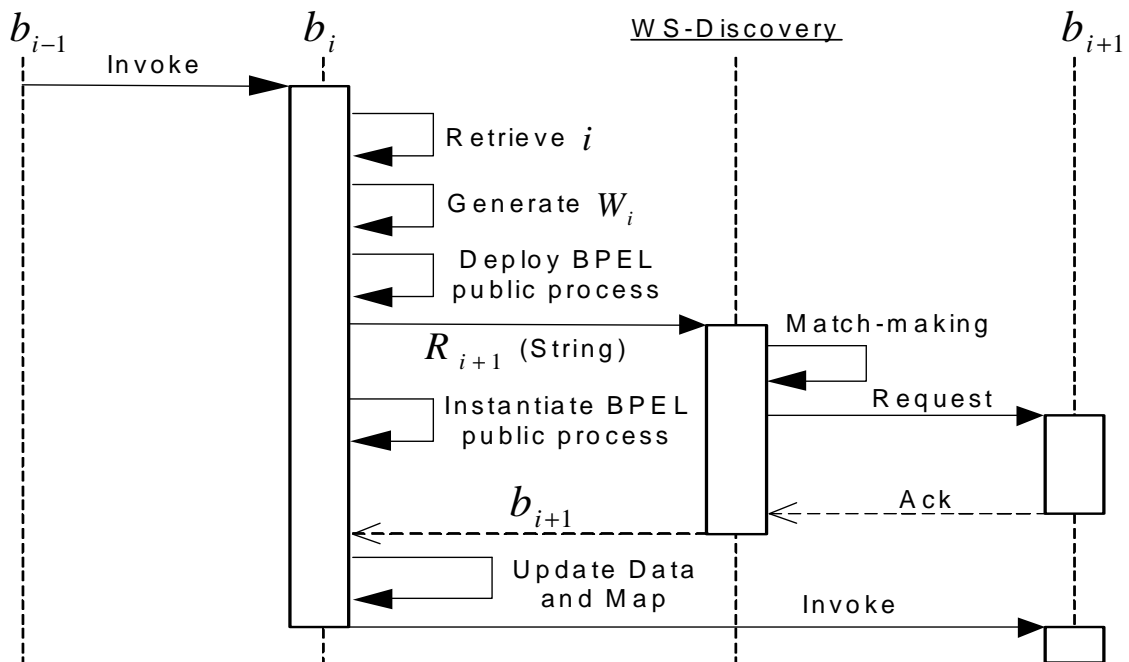 b_{i-1}
b_i
WS-Discovery
b_{i+1}
Invoke
Retrieve i
Generate W_i
Deploy BPEL
public process
R_{i+1} (String)
Match-making
Request
Instantiate BPEL
public process
Ack
b_{i+1}
Update Data
and Map
Invoke